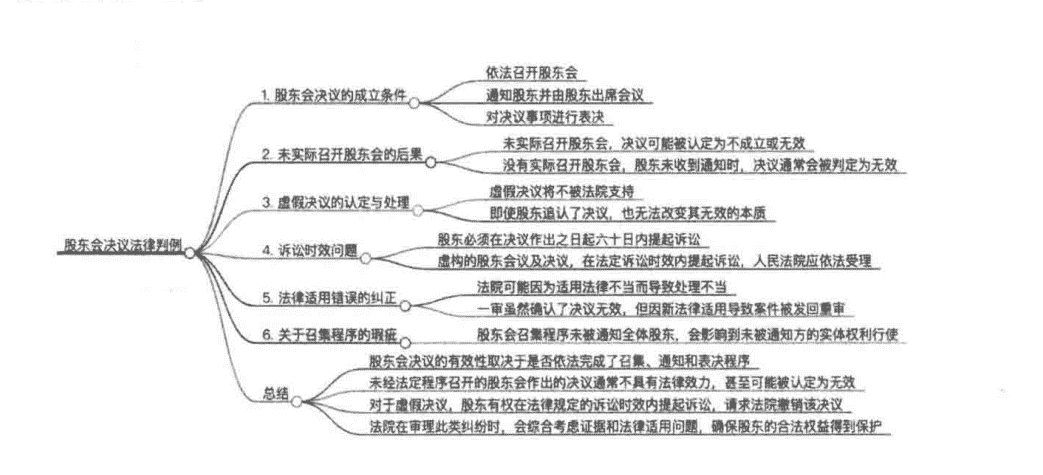 股东会决议法律判例
1. 股东会决议的成立条件
依法召开股东会
通知股东并由股东出席会议
对决议事项进行表决
2. 未实际召开股东会的后果
未实际召开股东会，决议可能被认定为不成立或无效
没有实际召开股东会，股东未收到通知时，决议通常会被判定为无效
3. 虚假决议的认定与处理
虚假决议将不被法院支持
即使股东追认了决议，也无法改变其无效的本质
4. 诉讼时效问题
股东必须在决议作出之日起六十日内提起诉讼
虚构的股东会议及决议，在法定诉讼时效内提起诉讼，人民法院应依法受理
5. 法律适用错误的纠正
法院可能因为适用法律不当而导致处理不当
一审虽然确认了决议无效，但因新法律适用导致案件被发回重审
6. 关于召集程序的瑕疵
股东会召集程序未被通知全体股东，会影响到未被通知方的实体权利行使
总结
股东会决议的有效性取决于是否依法完成了召集、通知和表决程序
未经法定程序召开的股东会作出的决议通常不具有法律效力，甚至可能被认定为无效
对于虚假决议，股东有权在法律规定的诉讼时效内提起诉讼，请求法院撤销该决议
法院在审理此类纠纷时，会综合考虑证据和法律适用问题，确保股东的合法权益得到保护